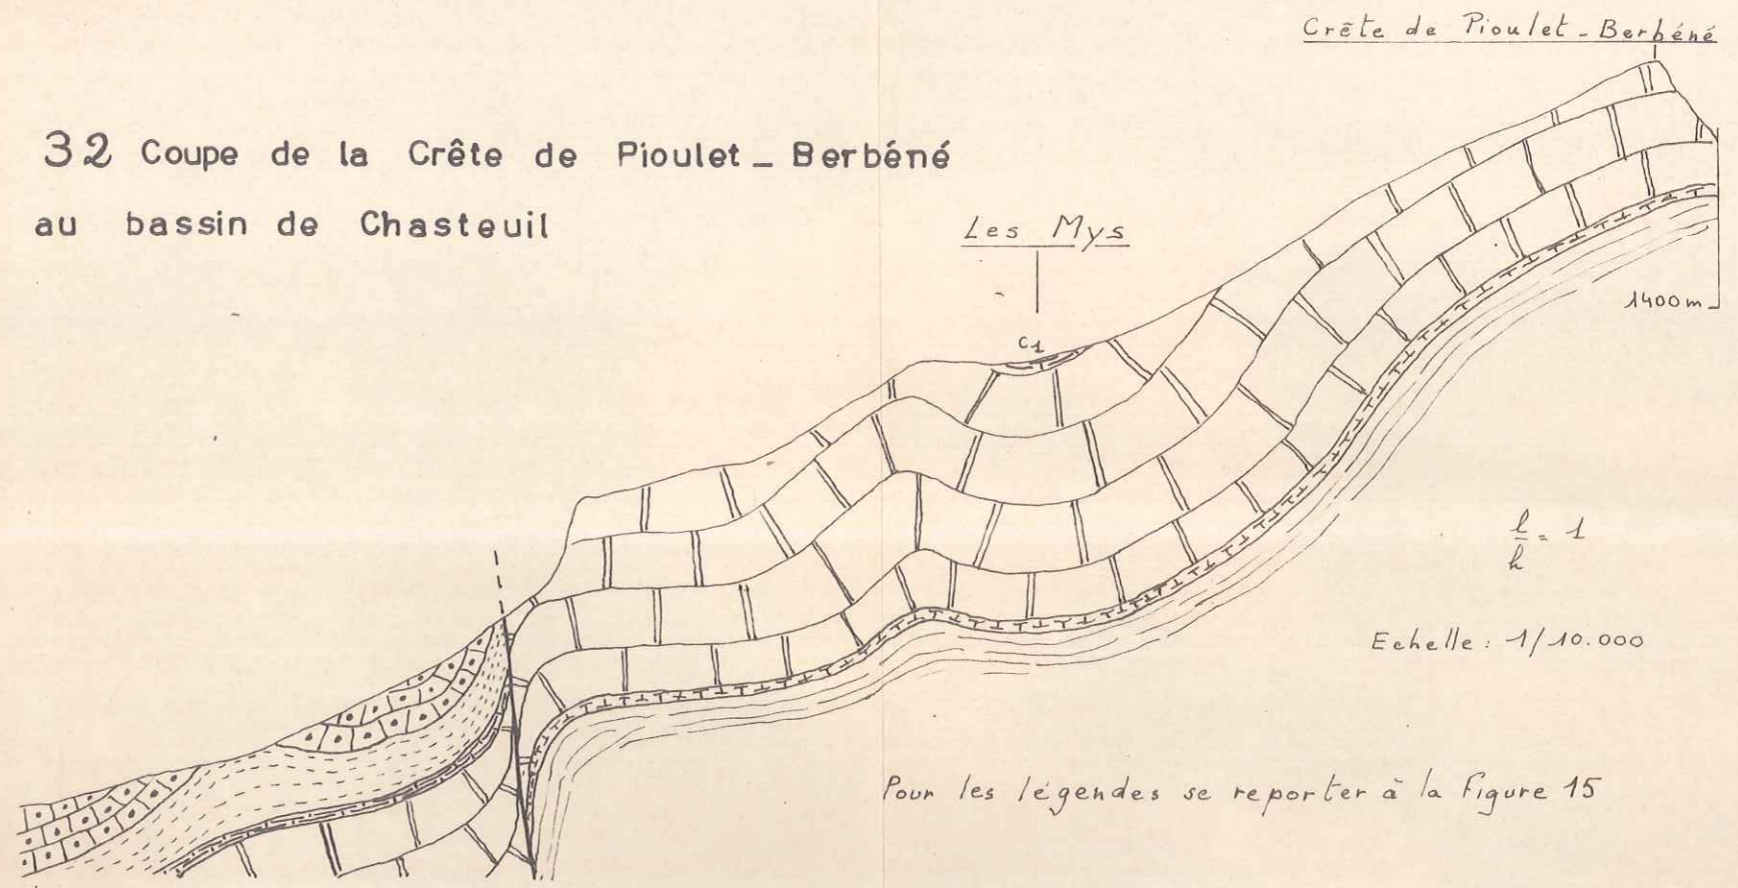 Crête de Pioulet - Berbéné
32 Coupe de la Crête de Pioulet - Berbéné
au bassin de Chasteuil
Les Mys
1400 m
C1
l/h = 1
Echelle : 1/10.000
Pour les légendes se reporter à la Figure 15